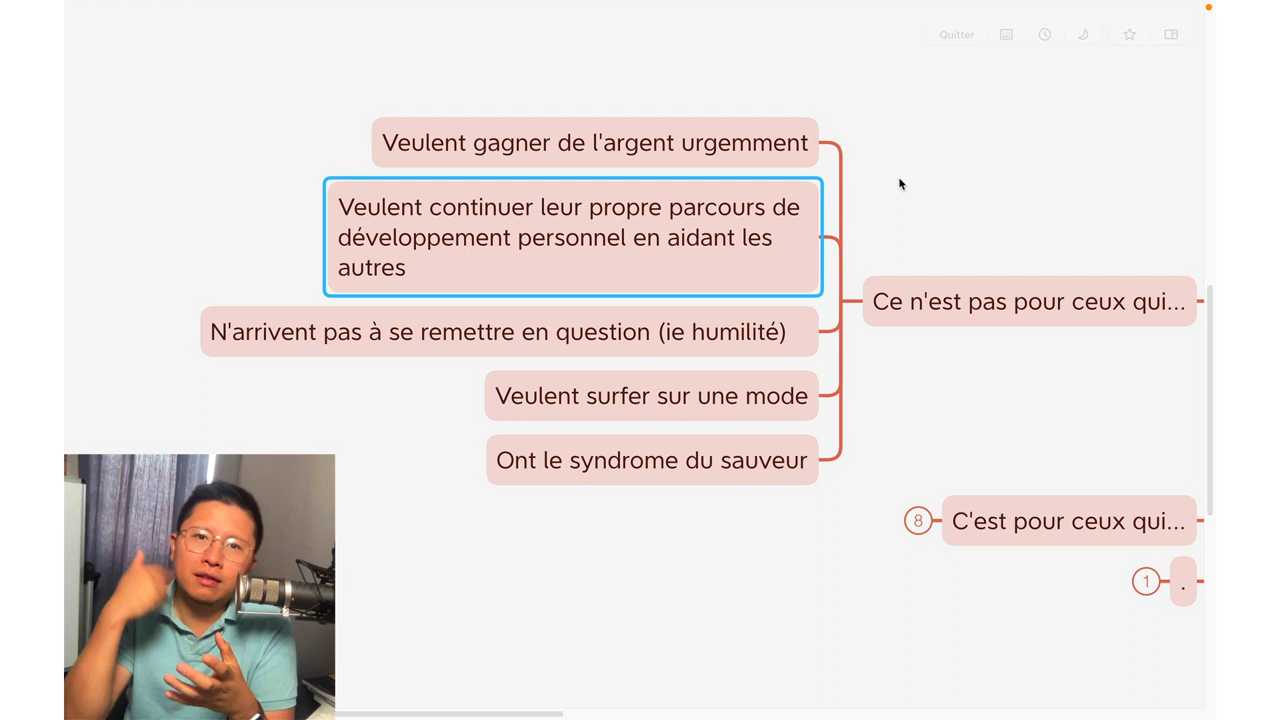 Quitter
Veulent gagner de l'argent urgemment
Veulent continuer leur propre parcours de
développement personnel en aidant les
autres
Ce n'est pas pour ceux qui...
N'arrivent pas à se remettre en question (ie humilité)
Veulent surfer sur une mode
Ont le syndrome du sauveur
8
C'est pour ceux qui...
1
.